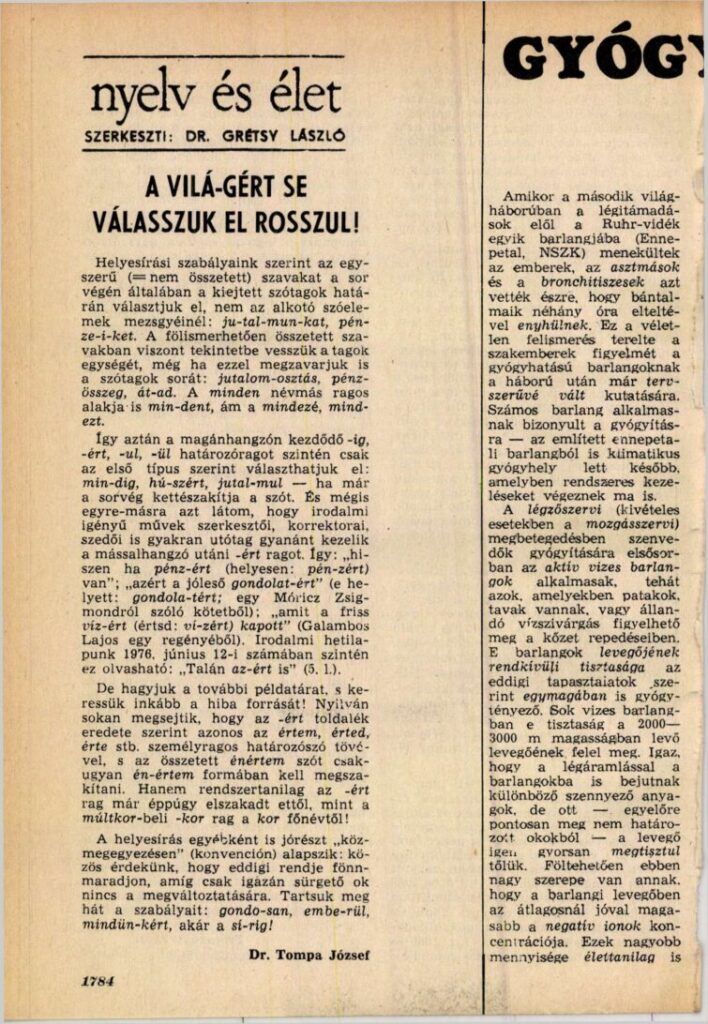 nyelv és élet
SZERKESZTI: DR. GRÉTSY LÁSZLÓ
A VILÁ-GÉRT SE
VÁLASSZUK EL ROSSZUL!
Helyesírási szabályaink szerint az egy-
szerű (= nem összetett) szavakat a sor
végén általában a kiejtett szótagok hatá-
rán választjuk el, nem az alkotó szóele-
mek mezsgyéinél: ju-tal-mun-kat, pén-
ze-i-ket. A fölismerhetően összetett sza-
vakban viszont tekintetbe vesszük a tagok
egységét, még ha ezzel megzavarjuk is
a szótagok sorát: jutalom-osztás, pénz-
összeg, át-ad. A minden névmás ragos
alakja is min-dent, ám a mindezé, mind-
ezt.
Így aztán a magánhangzón kezdődő -ig,
-ért, -ul, -ül határozóragot szintén csak
az első típus szerint választhatjuk el:
min-dig, hú-szért, jutal-mul — ha már
a sorvég kettészakítja a szót. És mégis
egyre-másra azt látom, hogy irodalmi
igényű művek szerkesztői, korrektorai,
szedői is gyakran utótag gyanánt kezelik
a mássalhangzó utáni -ért ragot. Így: „hi-
szen ha pénz-ért (helyesen: pén-zért)
van"; „azért a jóleső gondolat-ért" (e he-
lyett: gondola-tért; egy Móricz Zsig-
mondról szóló kötetből); „amit a friss
víz-ért (értsd: ví-zért) kapott" (Galambos
Lajos egy regényéből). Irodalmi hetila-
punk 1976. június 12-i számában szintén
ez olvasható: „Talán az-ért is" (5. l.).
De hagyjuk a további példatárat, s ke-
ressük inkább a hiba forrását! Nyilván
sokan megsejtik, hogy az -ért toldalék
eredete szerint azonos az értem, érted,
érte stb. személyragos határozószó tövé-
vel, s az összetett énértem szót csak-
ugyan én-értem formában kell megsza-
kítani. Hanem rendszertanilag az -ért
rag már éppúgy elszakadt ettől, mint a
múltkor-beli -kor rag a kor főnévtől!
A helyesírás egyébként is jórészt „köz-
megegyezésen" (konvención) alapszik: kö-
zös érdekünk, hogy eddigi rendje fönn-
maradjon, amíg csak igazán sürgető ok
nincs a megváltoztatására. Tartsuk meg
hát a szabályait: gondo-san, embe-rül,
mindün-kért, akár a sí-rig!
Dr. Tompa József
1784
GYÓGY
Amikor a második világ-
háborúban a légitámadá-
sok elől a Ruhr-vidék
egyik barlangjába (Enne-
petal, NSZK) menekültek
az emberek, az asztmások
és a bronchitiszesek azt
vették észre, hogy bántal-
maik néhány óra elteltével
vel enyhülnek. Ez a vélet-
len felismerés terelte a
szakemberek figyelmét a
gyógyhatású barlangoknak
a háború után már terv-
szerűvé vált kutatására.
Számos barlang alkalmas-
nak bizonyult a gyógyítás-
ra — az említett ennepeta-
li barlangból is klimatikus
gyógyhely lett később,
amelyben rendszeres keze-
léseket végeznek ma is.
A légzőszervi (kivételes
esetekben a mozgásszervi)
megbetegedésben szenve-
dők gyógyítására elsősor-
ban az aktív vizes barlan-
gok alkalmasak, tehát
azok, amelyekben patakok,
tavak vannak, vagy állan-
dó vízszivárgás figyelhető
meg a kőzet repedéseiben.
E barlangok levegőjének
rendkívüli tisztasága az
eddigi tapasztalatok sze-
rint egymagában is gyógy-
tényező. Sok vizes barlang-
ban e tisztaság a 2000—
3000 m magasságban levő
levegőének felel meg. Igaz,
hogy a légáramlással a
barlangokba is bejutnak
különböző szennyező anya-
gok, de ott — egyelőre
pontosan meg nem határo-
zott okokból — a levegő
igen gyorsan megtisztul
tőlük. Föltehetően ebben
nagy szerepe van annak,
hogy a barlangi levegőben
az átlagosnál jóval maga-
sabb a negatív ionok kon-
centrációja. Ezek nagyobb
mennyisége élettanilag is